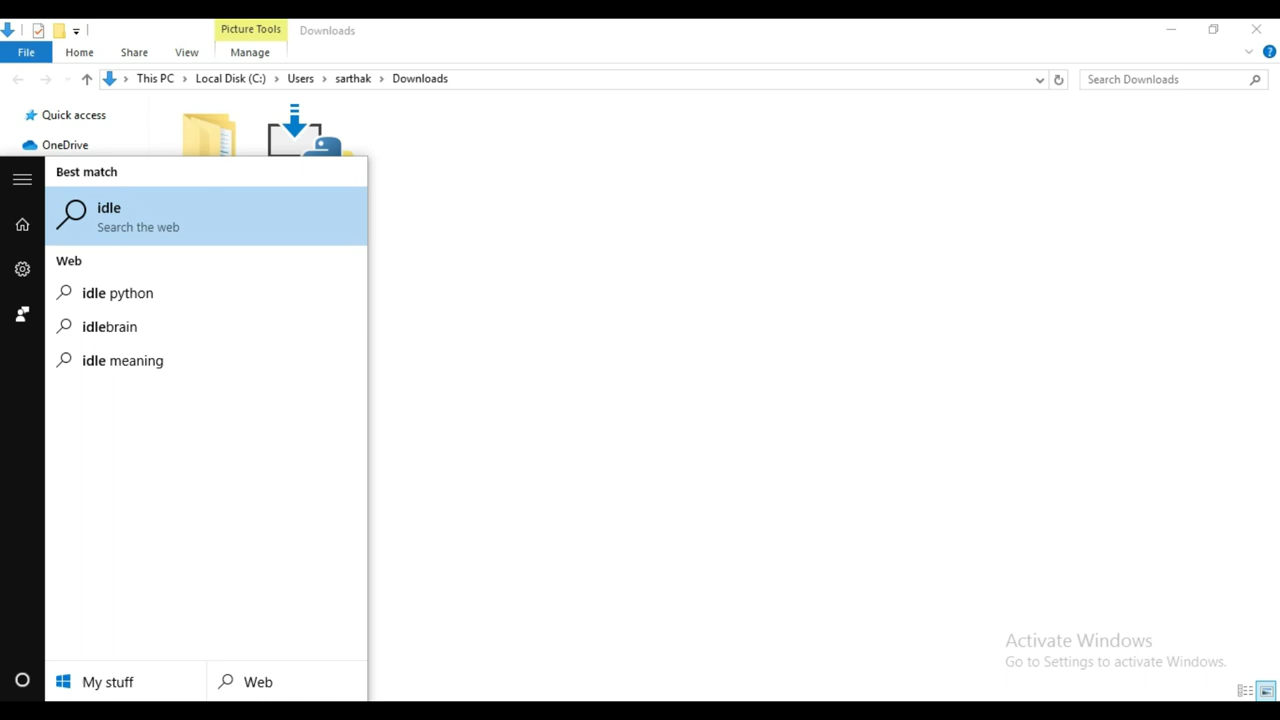 Picture Tools Downloads
File Home Share View Manage
This PC Local Disk (C:) Users sarthak Downloads
Search Downloads
Quick access
OneDrive
Best match
idle
Search the web
Web
idle python
idlebrain
idle meaning
My stuff Web
Activate Windows
Go to Settings to activate Windows.